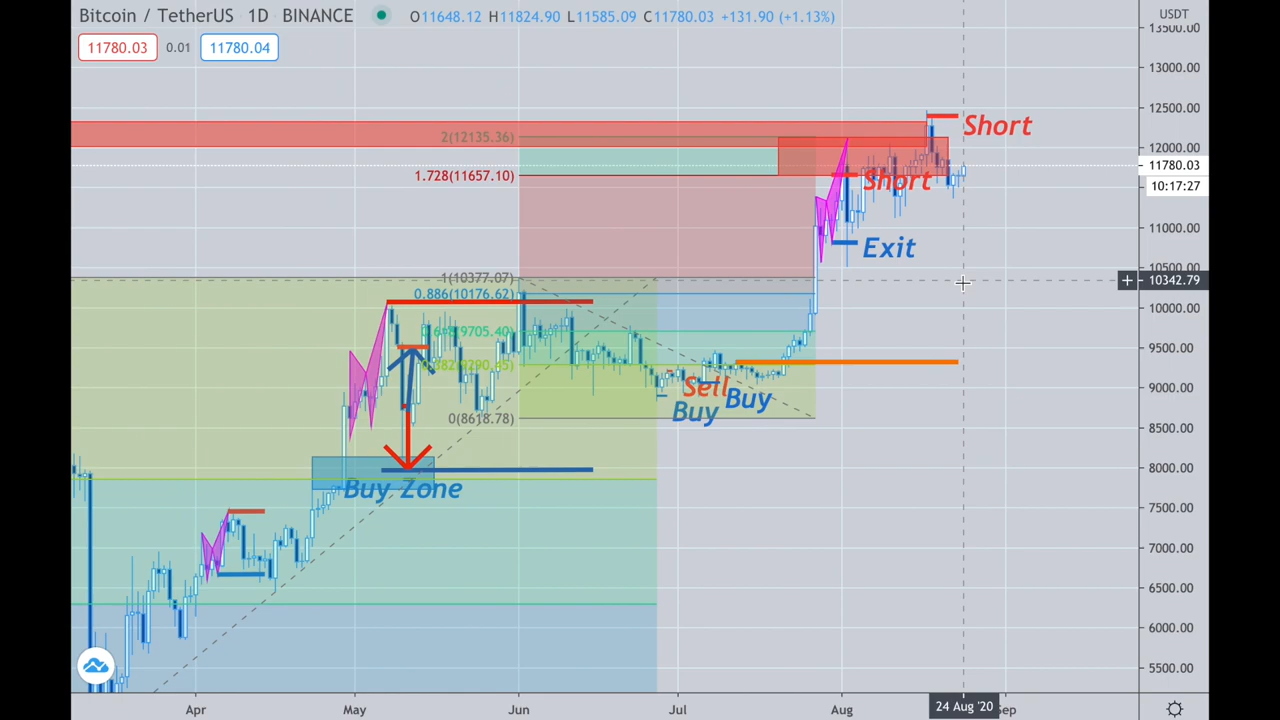 Bitcoin / TetherUS 1D BINANCE O11648.12 H11824.90 L11585.09 C11780.03 +131.90 (+1.13%)
USDT
11780.03 0.01 11780.04
13500.00
13000.00
12500.00
Short
2(12135.36)
12000.00
11780.03
1.728(11657.10)
Short
10:17:27
11000.00
Exit
10500.00
1(10377.07)
10342.79
0.886(10176.62)
10000.00
9500.00
9000.00
Sell
Buy
Buy
0(8618.78)
8500.00
8000.00
Buy Zone
7500.00
7000.00
6500.00
6000.00
5500.00
Apr May Jun Jul Aug 24 Aug '20